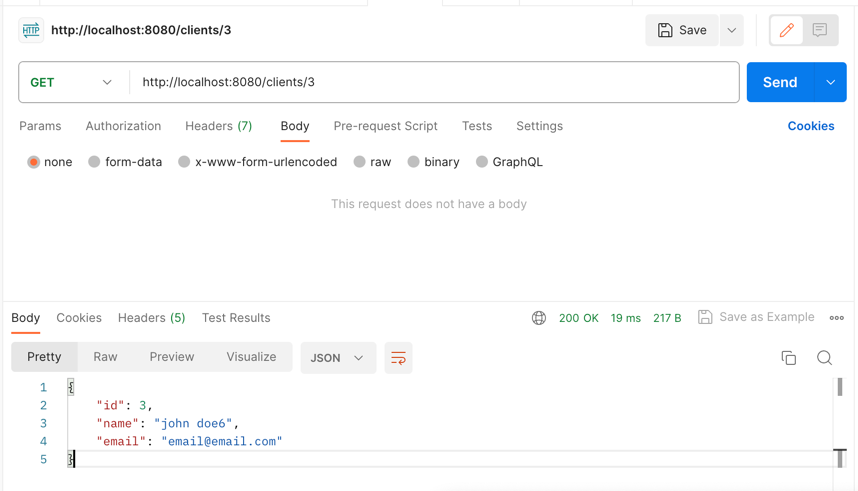 HTTP http://localhost:8080/clients/3 Save
GET http://localhost:8080/clients/3 Send
Params Authorization Headers (7) Body Pre-request Script Tests Settings Cookies
none form-data x-www-form-urlencoded raw binary GraphQL
This request does not have a body
Body Cookies Headers (5) Test Results 200 OK 19 ms 217 B Save as Example
Pretty Raw Preview Visualize JSON
1 {
2 "id": 3,
3 "name": "john doe6",
4 "email": "email@email.com"
5 }